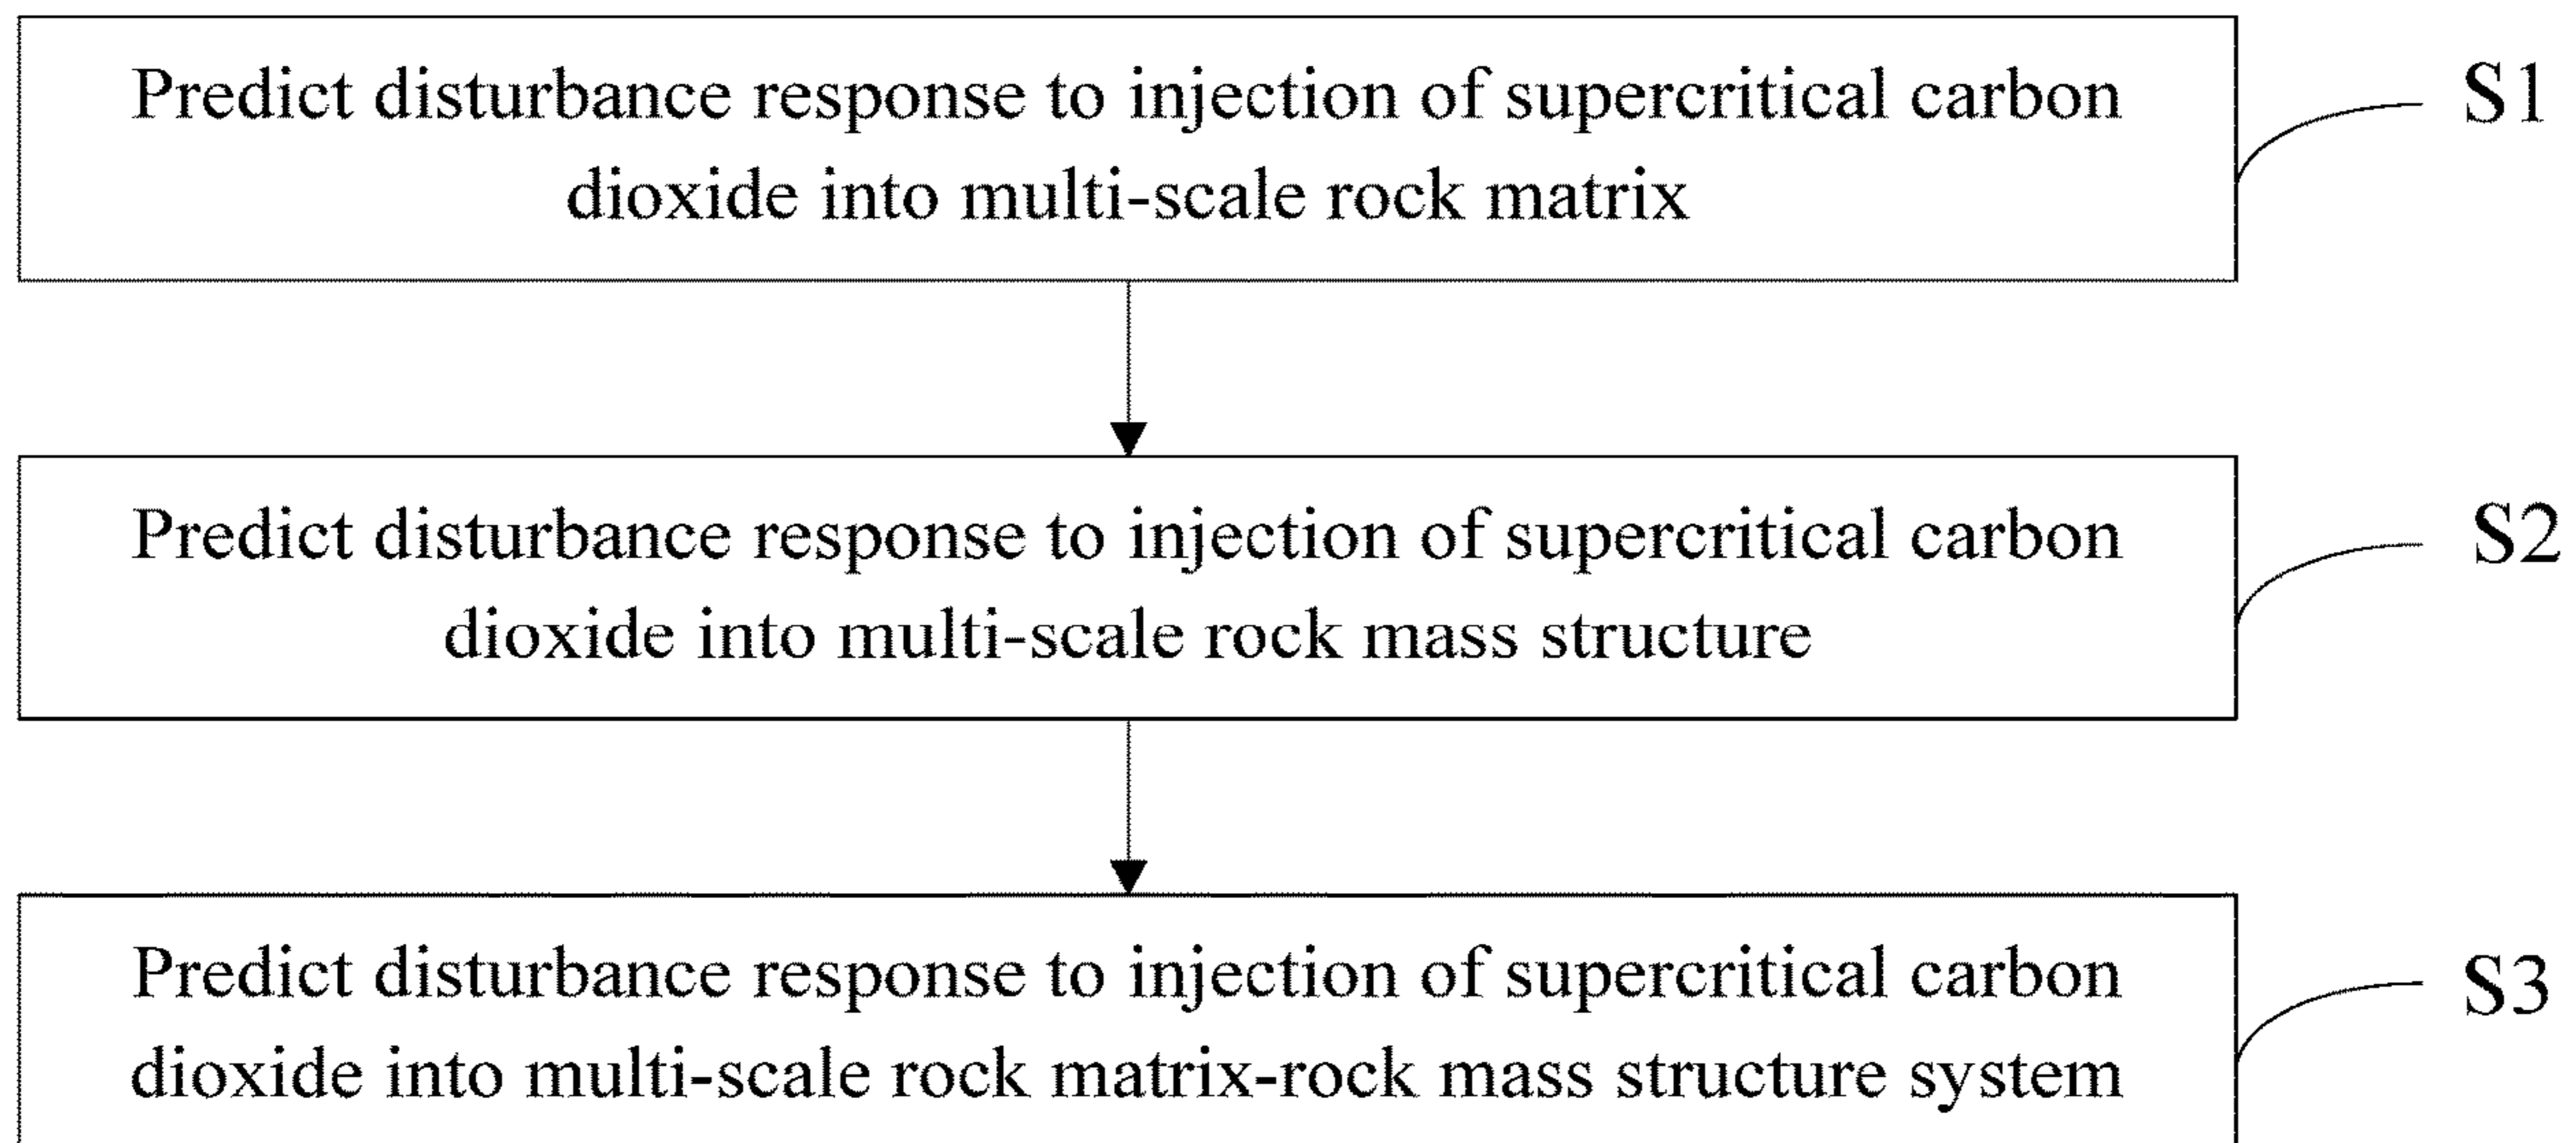 Predict disturbance response to injection of supercritical carbon
dioxide into multi-scale rock matrix
S1
Predict disturbance response to injection of supercritical carbon
dioxide into multi-scale rock mass structure
S2
Predict disturbance response to injection of supercritical carbon
dioxide into multi-scale rock matrix-rock mass structure system
S3